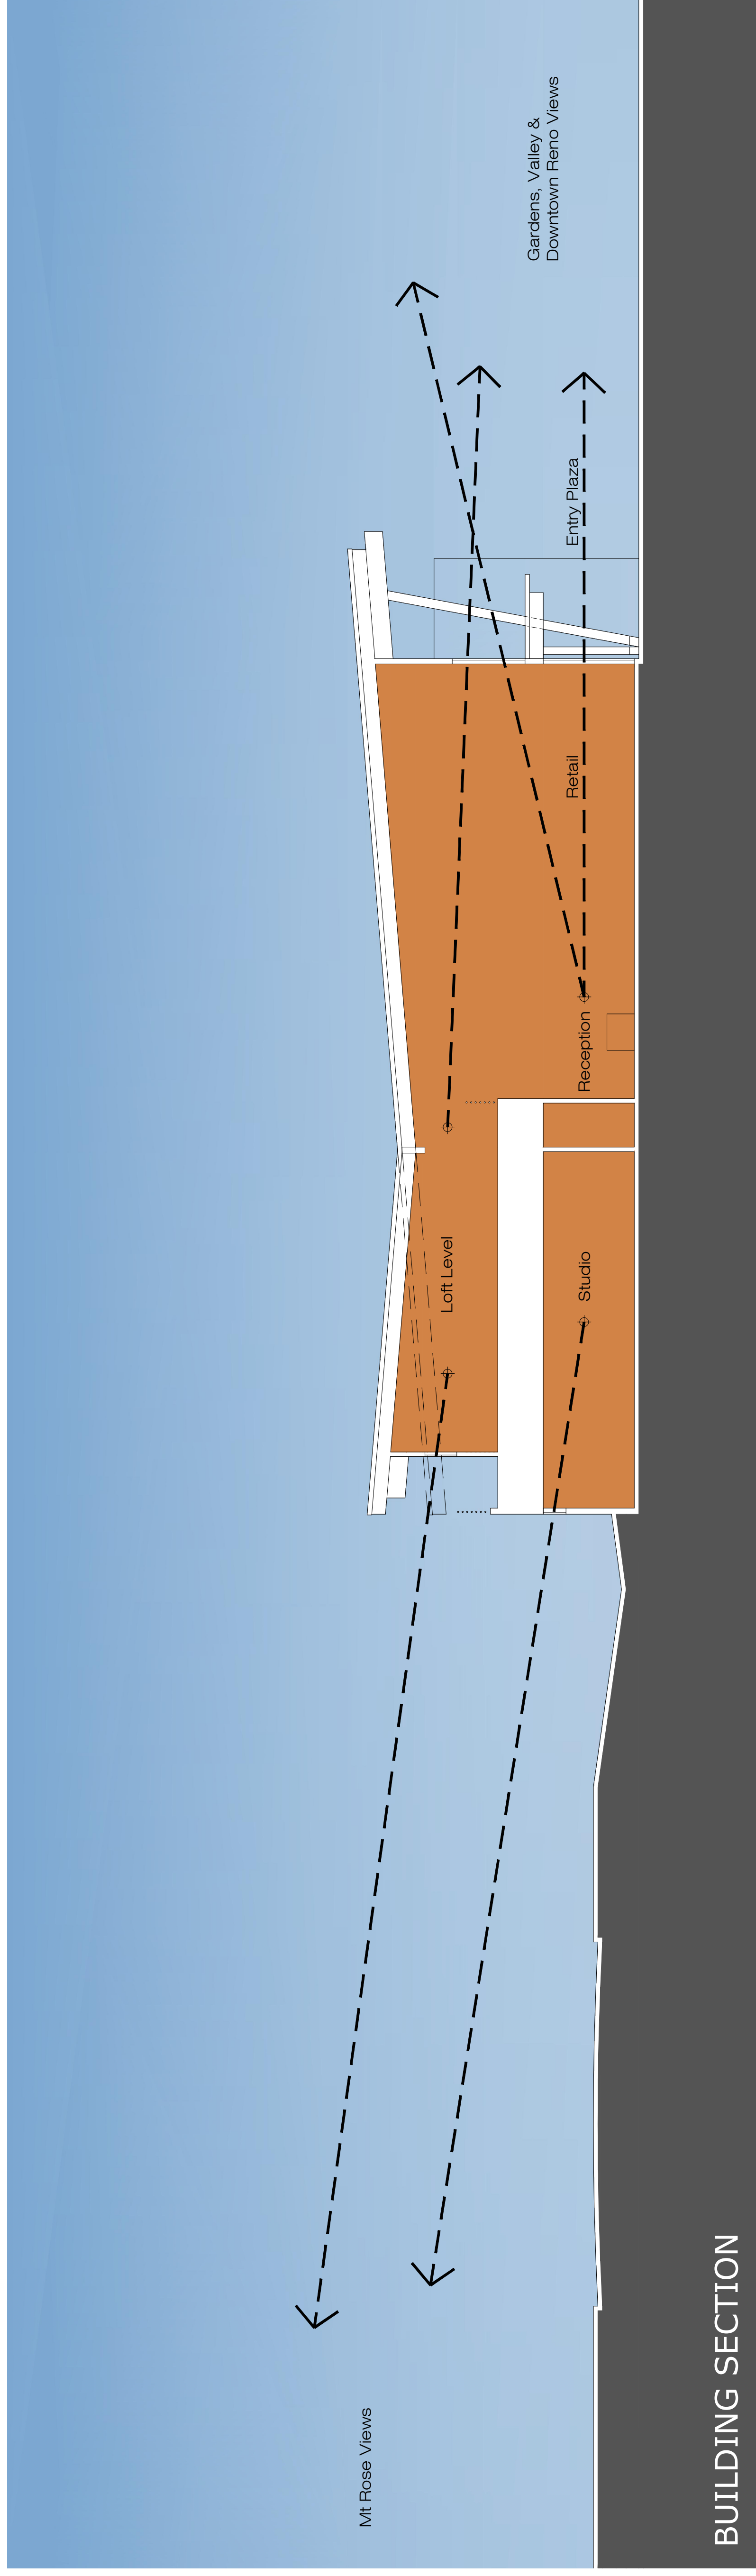 Mt Rose Views
Loft Level
Studio
Reception
Retail
Entry Plaza
Gardens, Valley &
Downtown Reno Views
BUILDING SECTION